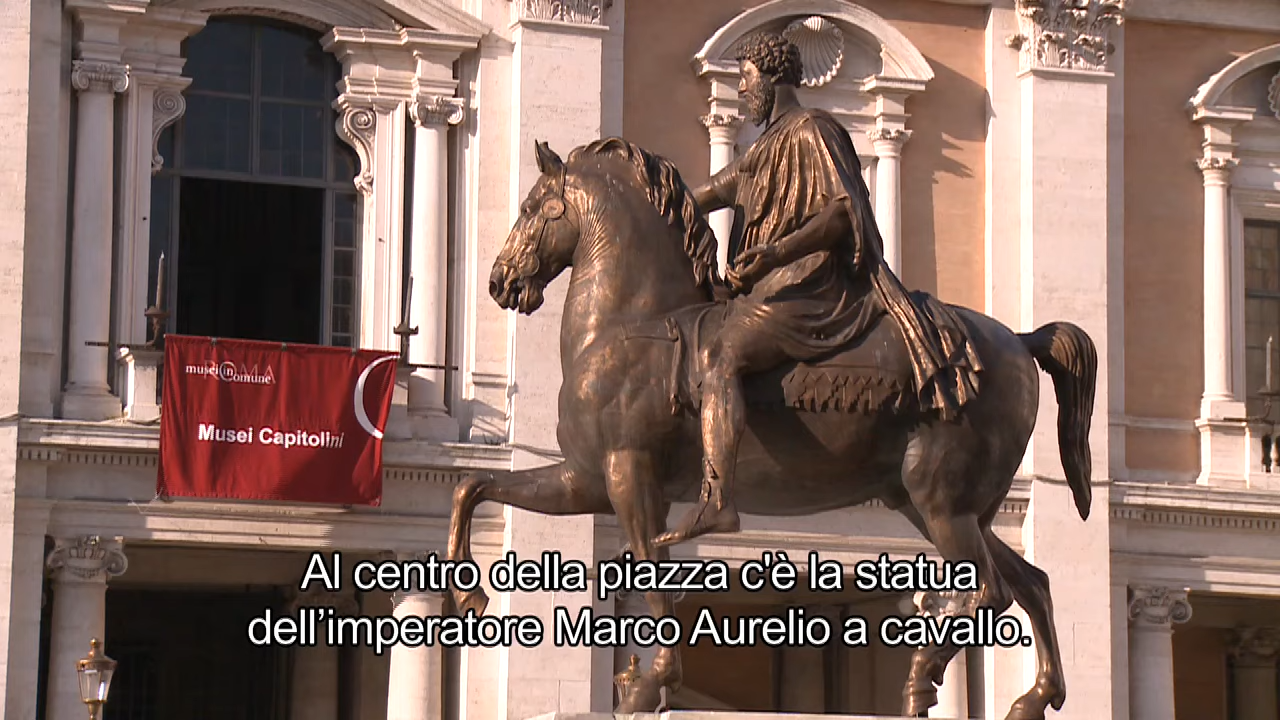 ROMA
musei in comune
Musei Capitolini
Al centro della piazza c'è la statua
dell’imperatore Marco Aurelio a cavallo.